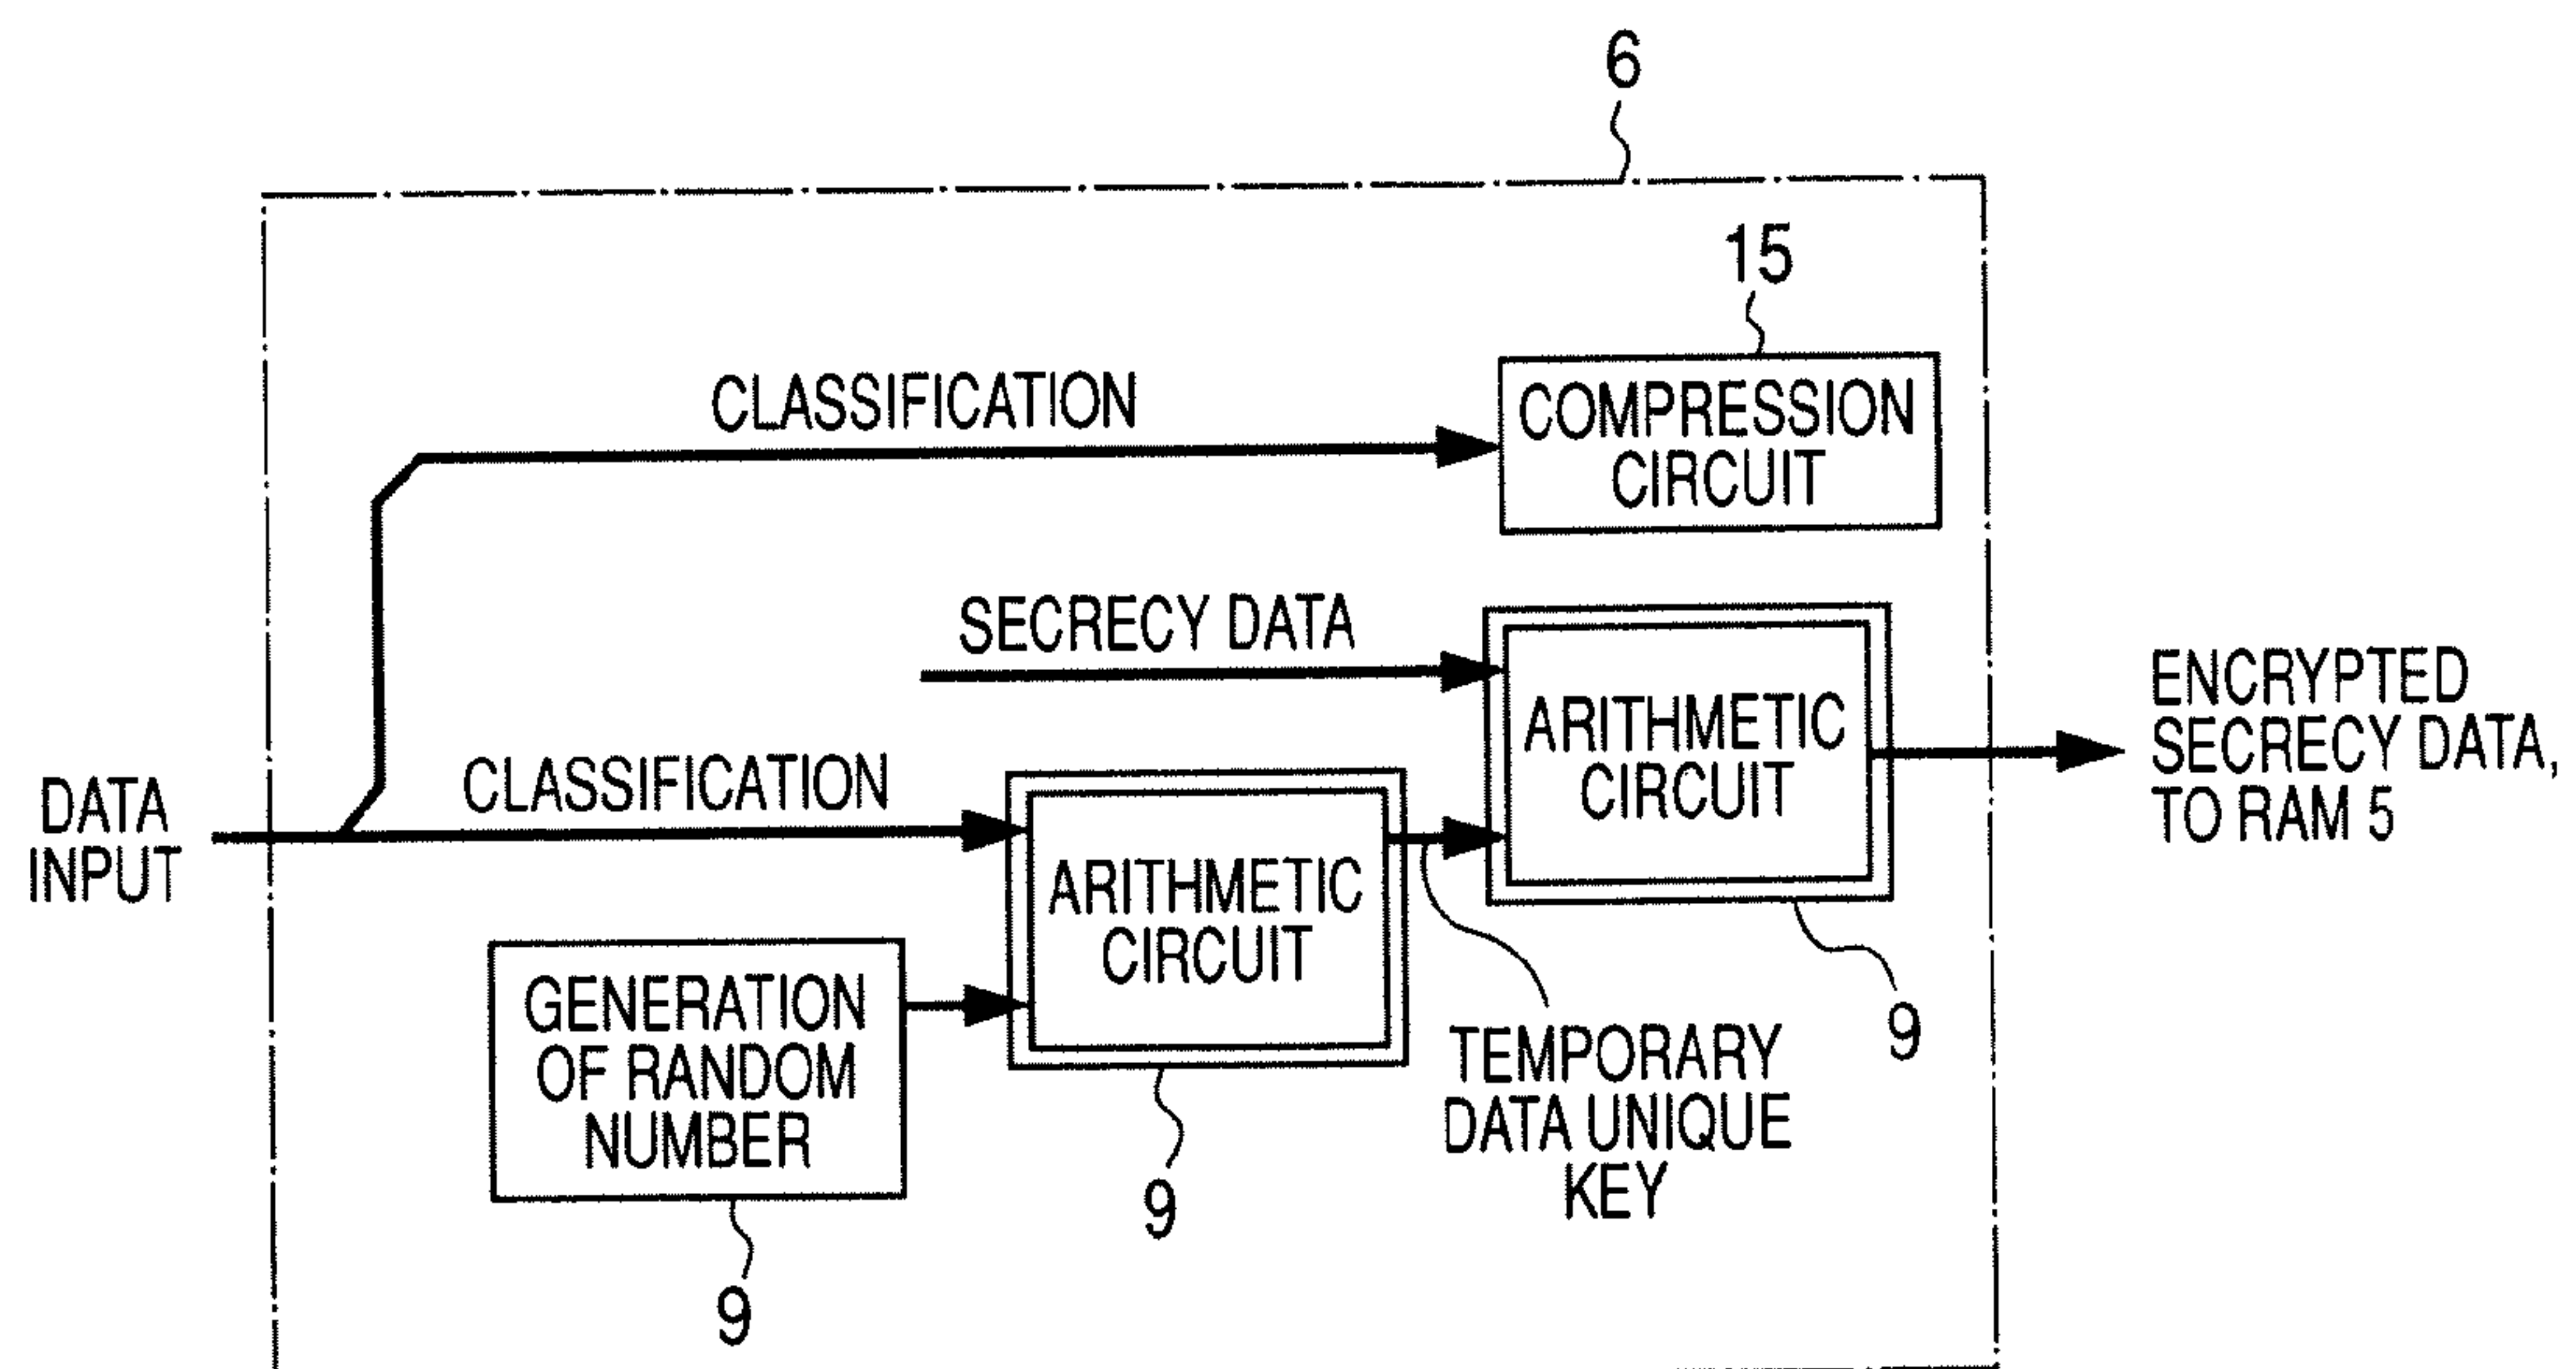 6
15
CLASSIFICATION
COMPRESSION
CIRCUIT
SECRECY DATA
ARITHMETIC
CIRCUIT
ENCRYPTED
SECRECY DATA,
TO RAM 5
DATA
INPUT
CLASSIFICATION
ARITHMETIC
CIRCUIT
GENERATION
OF RANDOM
NUMBER
TEMPORARY
DATA UNIQUE
KEY
9
9
9